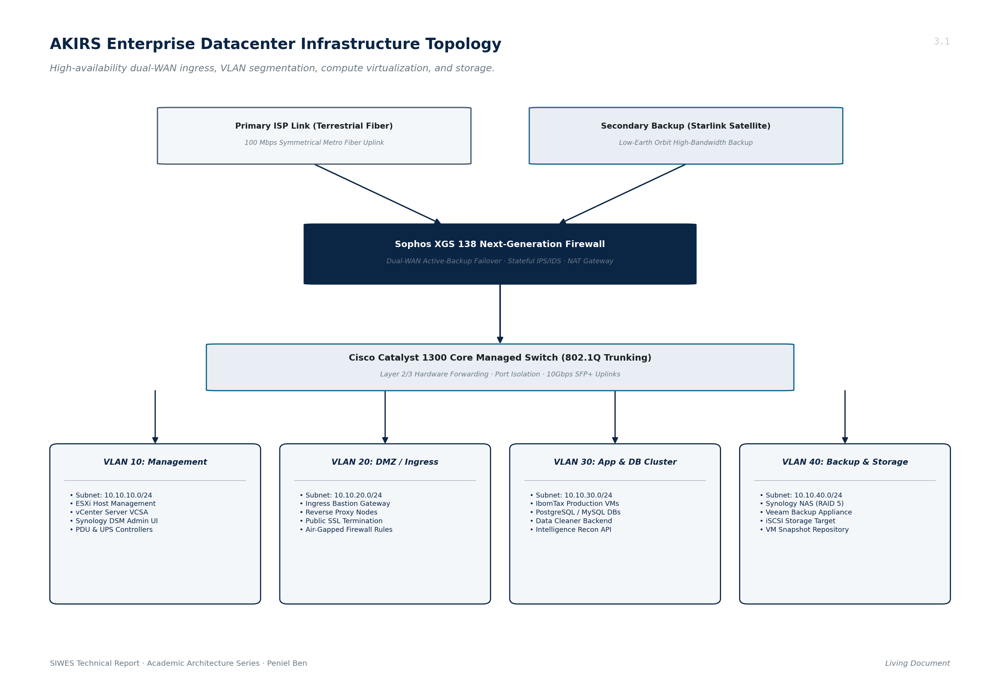 AKIRS Enterprise Datacenter Infrastructure Topology
3.1
High-availability dual-WAN ingress, VLAN segmentation, compute virtualization, and storage.
Primary ISP Link (Terrestrial Fiber)
100 Mbps Symmetrical Metro Fiber Uplink
Secondary Backup (Starlink Satellite)
Low-Earth Orbit High-Bandwidth Backup
Sophos XGS 138 Next-Generation Firewall
Dual-WAN Active-Backup Failover · Stateful IPS/IDS · NAT Gateway
Cisco Catalyst 1300 Core Managed Switch (802.1Q Trunking)
Layer 2/3 Hardware Forwarding · Port Isolation · 10Gbps SFP+ Uplinks
VLAN 10: Management
• Subnet: 10.10.10.0/24
• ESXi Host Management
• vCenter Server VCSA
• Synology DSM Admin UI
• PDU & UPS Controllers
VLAN 20: DMZ / Ingress
• Subnet: 10.10.20.0/24
• Ingress Bastion Gateway
• Reverse Proxy Nodes
• Public SSL Termination
• Air-Gapped Firewall Rules
VLAN 30: App & DB Cluster
• Subnet: 10.10.30.0/24
• IbomTax Production VMs
• PostgreSQL / MySQL DBs
• Data Cleaner Backend
• Intelligence Recon API
VLAN 40: Backup & Storage
• Subnet: 10.10.40.0/24
• Synology NAS (RAID 5)
• Veeam Backup Appliance
• iSCSI Storage Target
• VM Snapshot Repository
SIWES Technical Report · Academic Architecture Series · Peniel Ben
Living Document